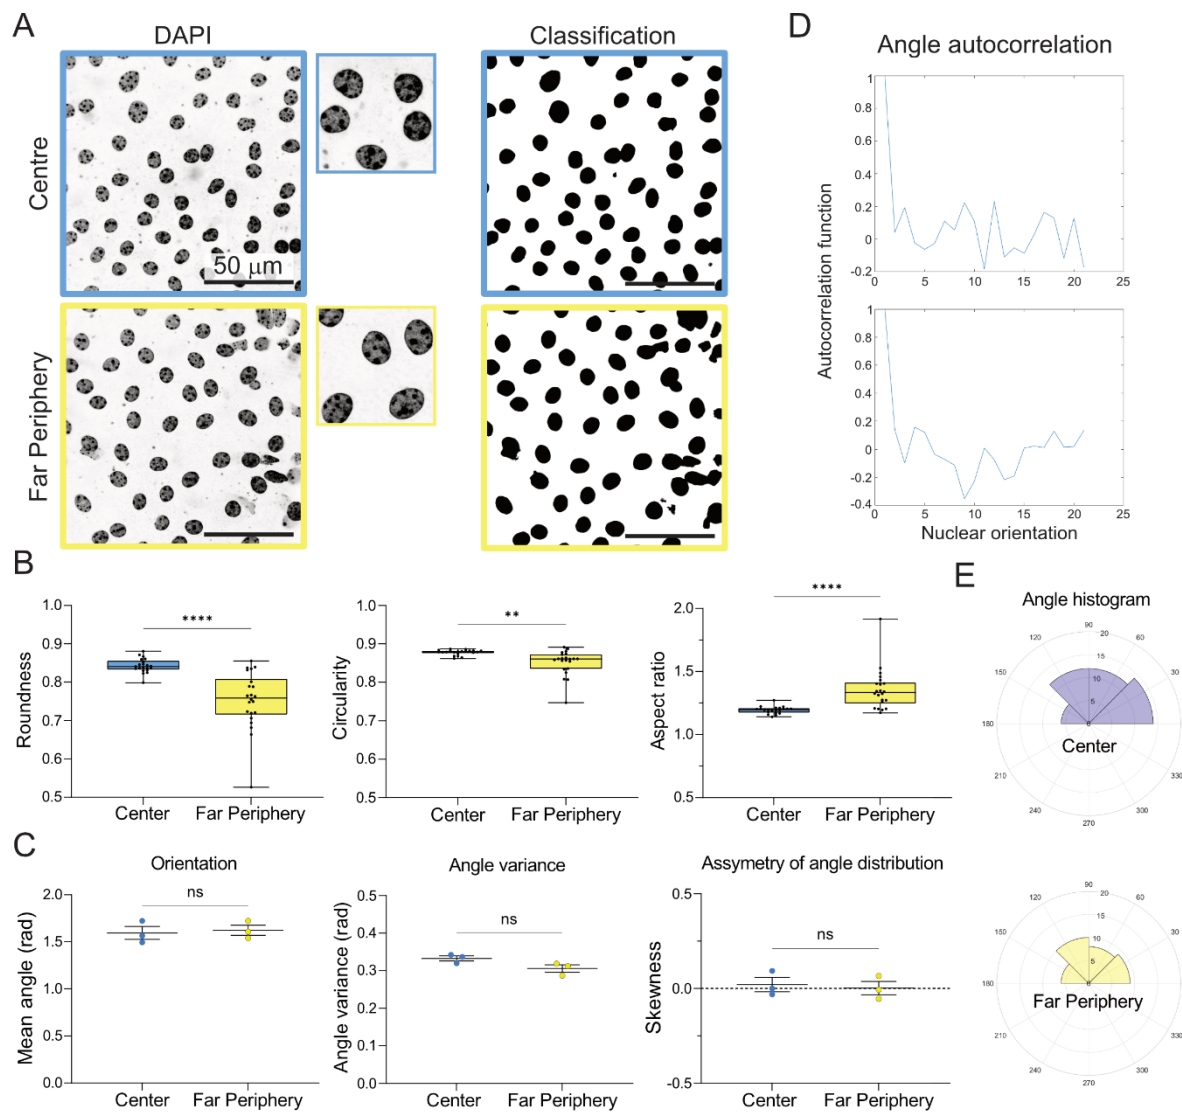 A
DAPI
Classification
Centre
50 µm
Far Periphery
D
Angle autocorrelation
Autocorrelation function
1
0.8
0.6
0.4
0.2
0
-0.2
0 5 10 15 20 25
1
0.8
0.6
0.4
0.2
0
-0.2
-0.4
0 5 10 15 20 25
Nuclear orientation
B
Roundness
1.0
0.9
0.8
0.7
0.6
0.5
****
Center Far Periphery
Circularity
1.0
0.9
0.8
0.7
0.6
0.5
**
Center Far Periphery
Aspect ratio
2.0
1.5
1.0
0.5
****
Center Far Periphery
E
Angle histogram
90
120 60
150 30
180
210 330
240 300
270
20
15
10
5
0
Center
90
120 60
150 30
180
210 330
240 300
270
20
15
10
5
0
Far Periphery
C
Orientation
Mean angle (rad)
2.0
1.5
1.0
0.5
0.0
ns
Center Far Periphery
Angle variance
Angle variance (rad)
0.5
0.4
0.3
0.2
0.1
0.0
ns
Center Far Periphery
Assymetry of angle distribution
Skewness
0.5
0.0
-0.5
ns
Center Far Periphery